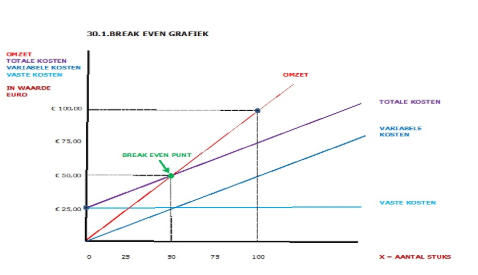 30.1.BREAK EVEN GRAFIEK
OMZET
TOTALE KOSTEN
VARIABELE KOSTEN
VASTE KOSTEN
IN WAARDE
EURO
OMZET
€ 100,00
TOTALE KOSTEN
VARIABELE
KOSTEN
€ 75,00
BREAK EVEN PUNT
€ 50,00
VASTE KOSTEN
€ 25,00
0 25 50 75 100
X = AANTAL STUKS